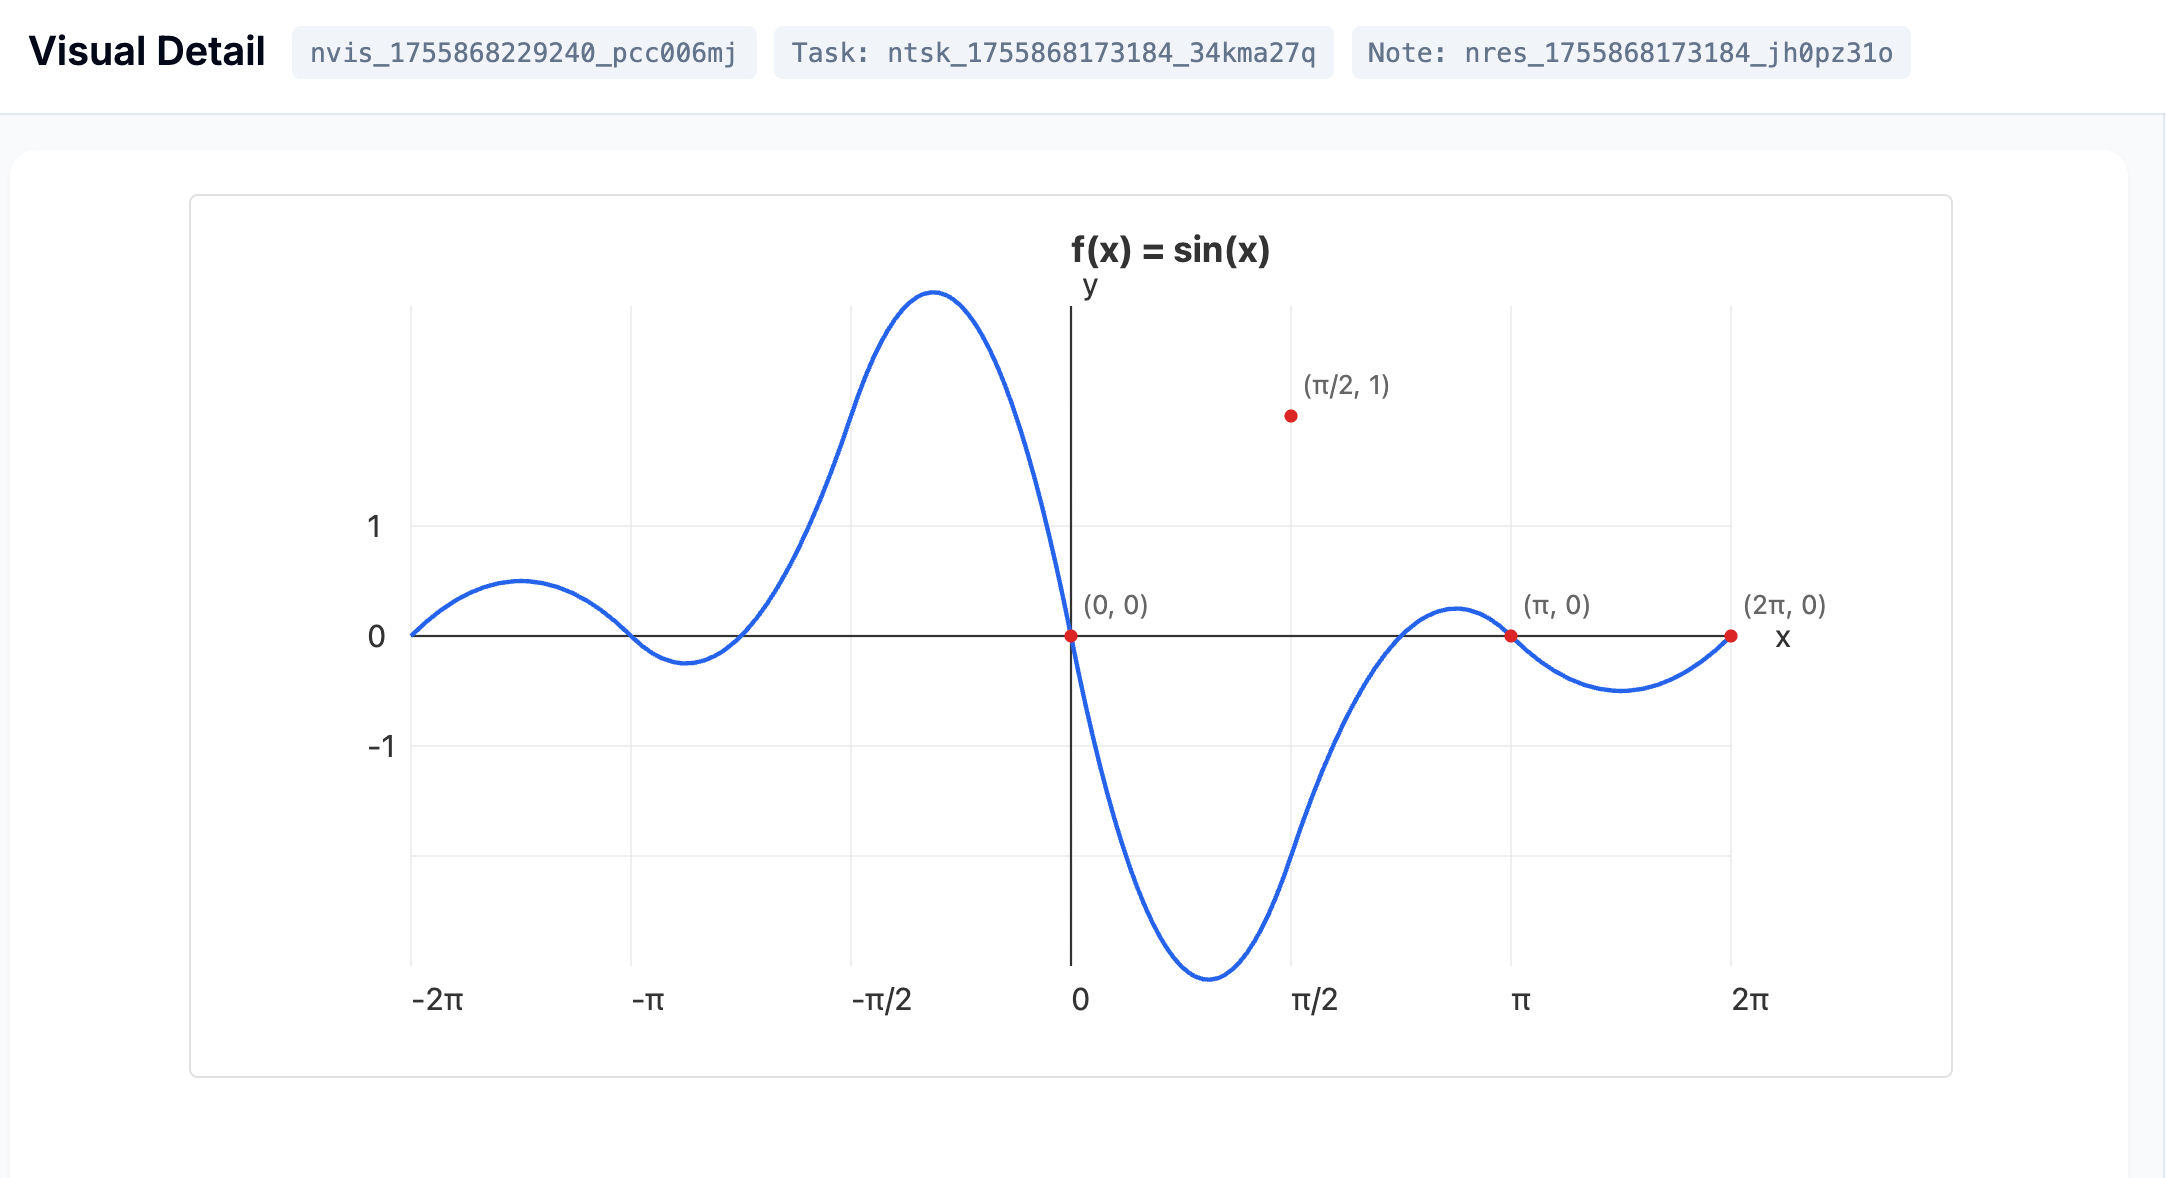 Visual Detail nvis_1755868229240_pcc006mj Task: ntsk_1755868173184_34kma27q Note: nres_1755868173184_jh0pz31o
f(x) = sin(x)
y
(π/2, 1)
1
(0, 0) (π, 0) (2π, 0)
0 x
-1
-2π -π -π/2 0 π/2 π 2π